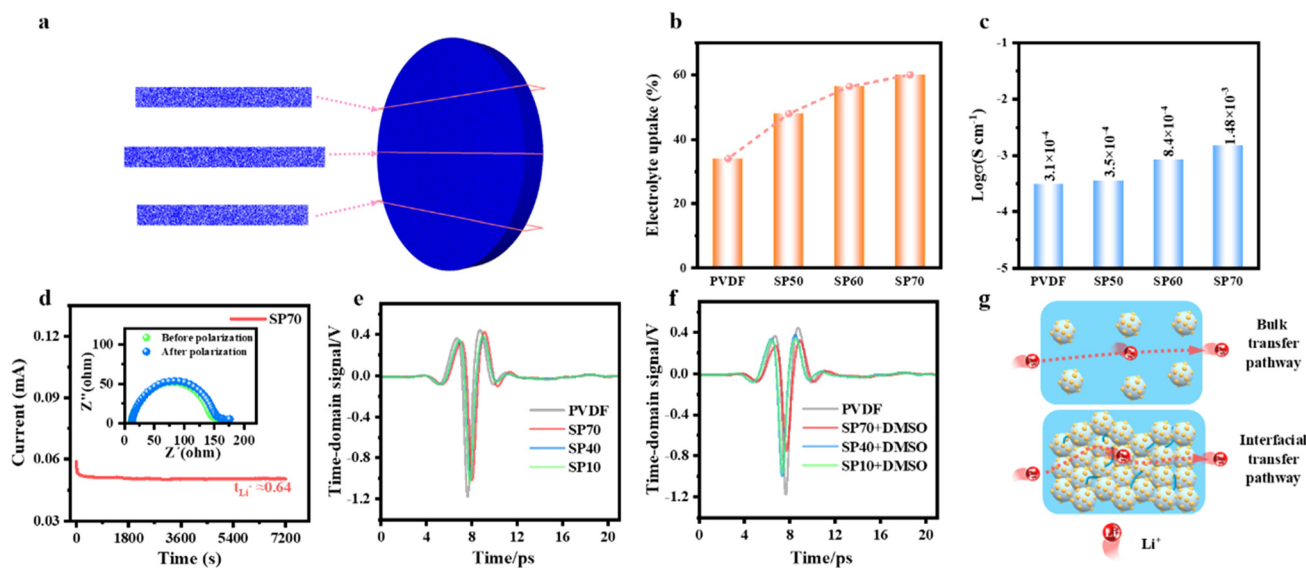 a
b
Electrolyte uptake (%)
60
40
20
0
PVDF SP50 SP60 SP70
c
Logσ(S cm⁻¹)
-1
-2
-3
-3
-5
3.1×10⁻⁴
3.5×10⁻⁴
8.4×10⁻⁴
1.48×10⁻³
PVDF SP50 SP60 SP70
d
Current (mA)
0.12
0.09
0.06
0.03
SP70
Before polarization
After polarization
Z''(ohm)
100
50
0
0 25 50 75 100 125 150 175 200
Z'(ohm)
tLi⁺≈0.64
0 1800 3600 5400 7200
Time (s)
e
Time-domain signal/V
0.4
0.0
-0.4
-0.8
-1.2
PVDF
SP70
SP40
SP10
0 4 8 12 16 20
Time/ps
f
Time-domain signal/V
0.4
0.0
-0.4
-0.8
-1.2
PVDF
SP70+DMSO
SP40+DMSO
SP10+DMSO
0 4 8 12 16 20
Time/ps
g
Bulk
transfer
pathway
Interfacial
transfer
pathway
Li⁺